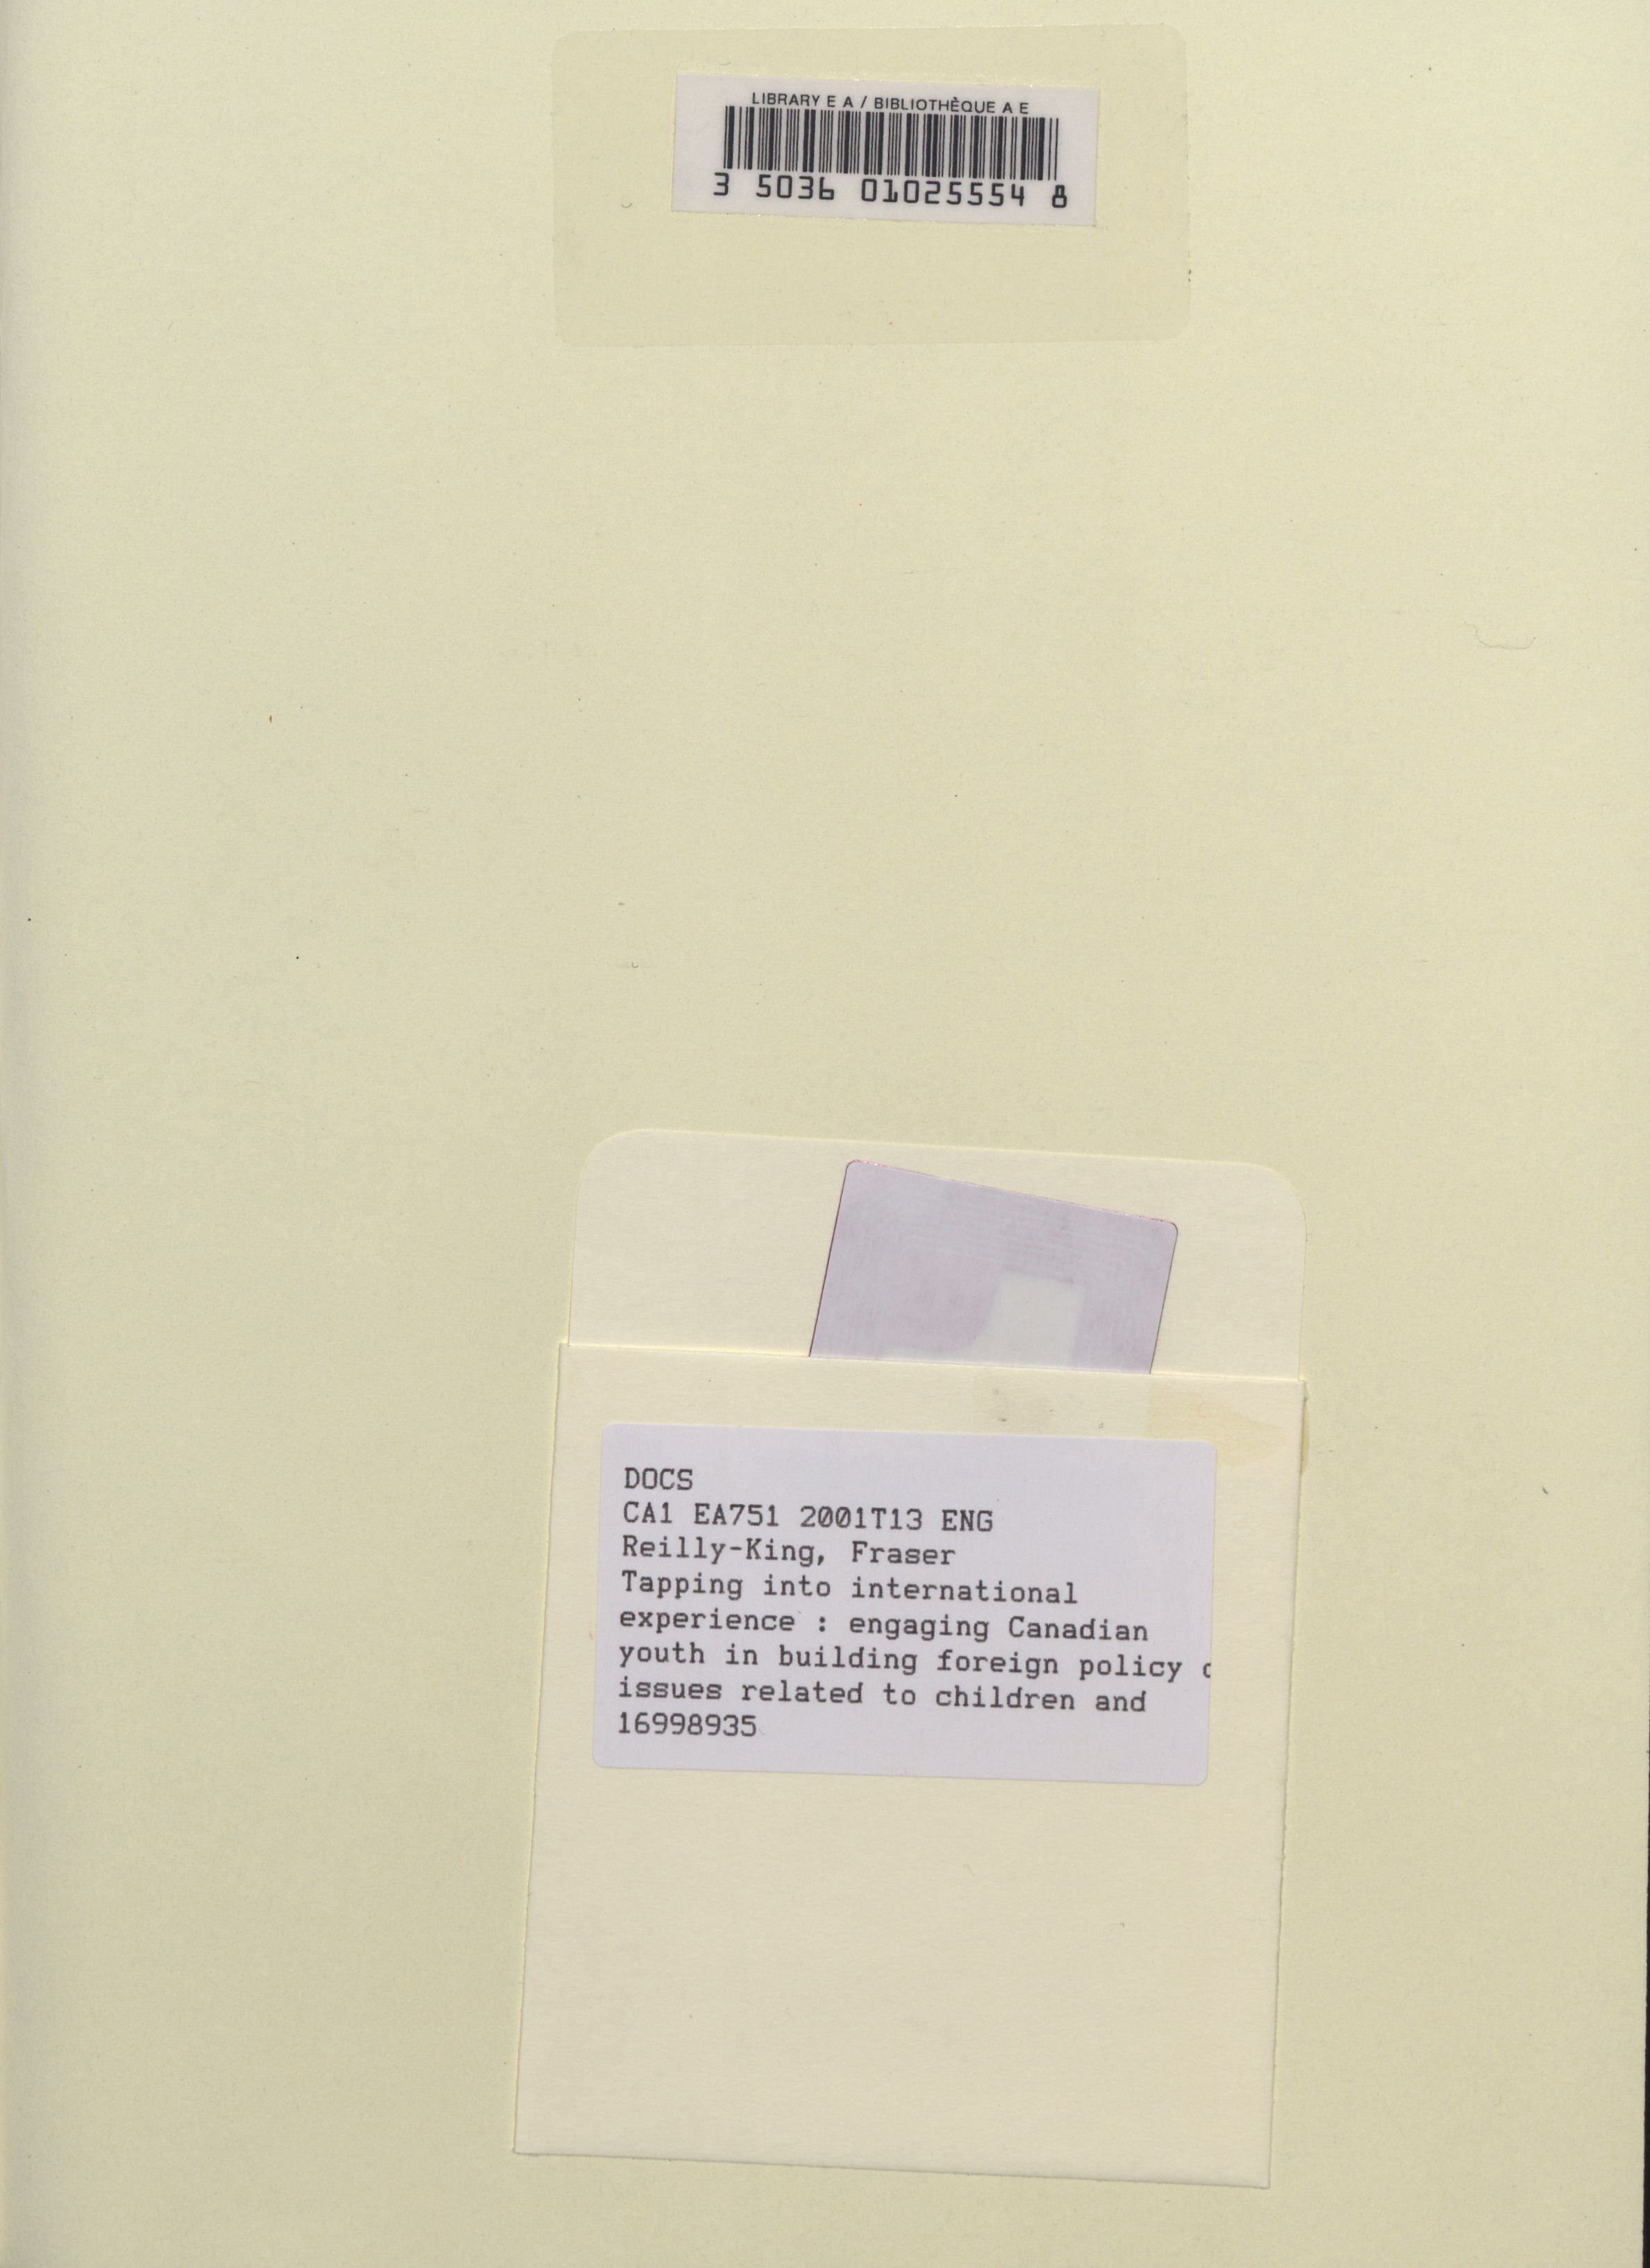 LIBRARY E A / BIBLIOTHÈQUE A E
3 5036 01025554 8
DOCS
CA1 EA751 2001T13 ENG
Reilly-King, Fraser
Tapping into international
experience : engaging Canadian
youth in building foreign policy
issues related to children and
16998935